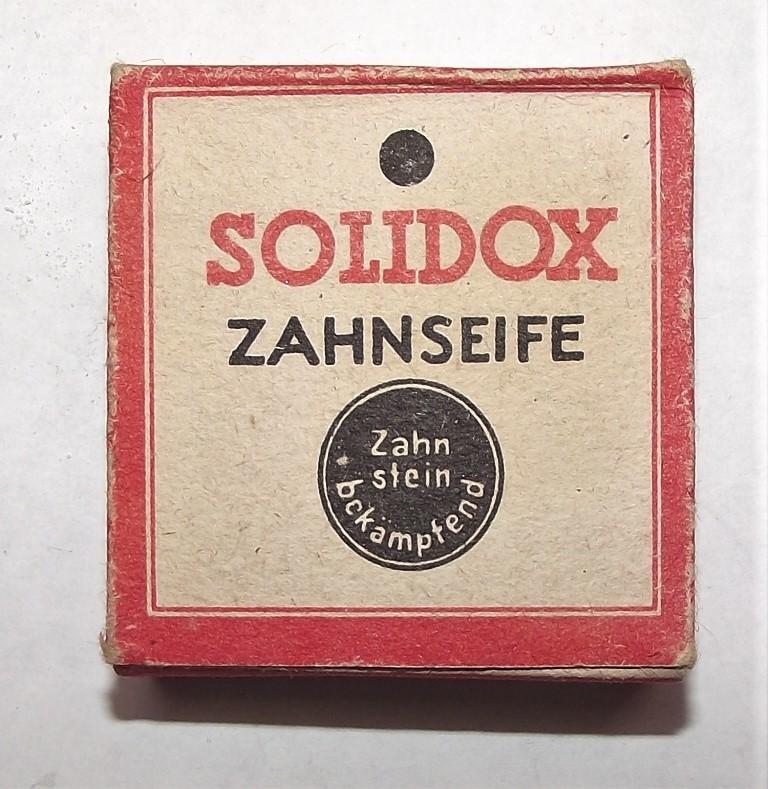 SOLIDOX
ZAHNSEIFE
Zahn
stein
bekämpfend